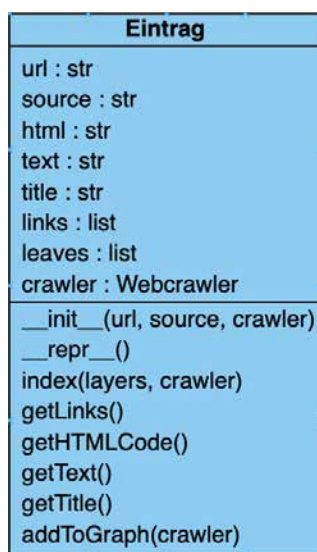 Eintrag
url : str
source : str
html : str
text : str
title : str
links : list
leaves : list
crawler : Webcrawler
__init__(url, source, crawler)
__repr__()
index(layers, crawler)
getLinks()
getHTMLCode()
getText()
getTitle()
addToGraph(crawler)